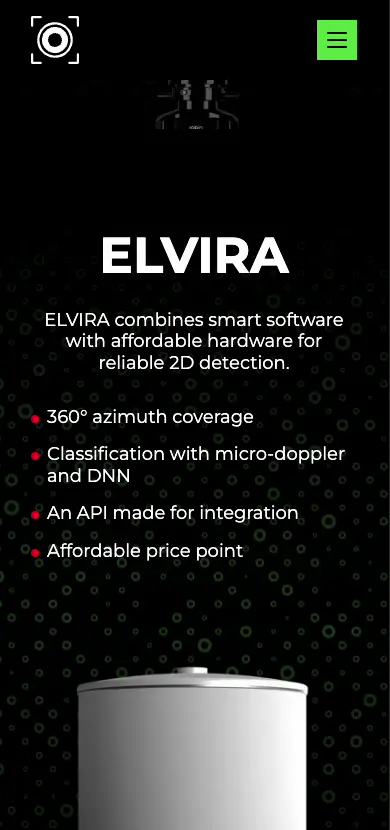 ELVIRA
ELVIRA combines smart software
with affordable hardware for
reliable 2D detection.
360° azimuth coverage
Classification with micro-doppler
and DNN
An API made for integration
Affordable price point